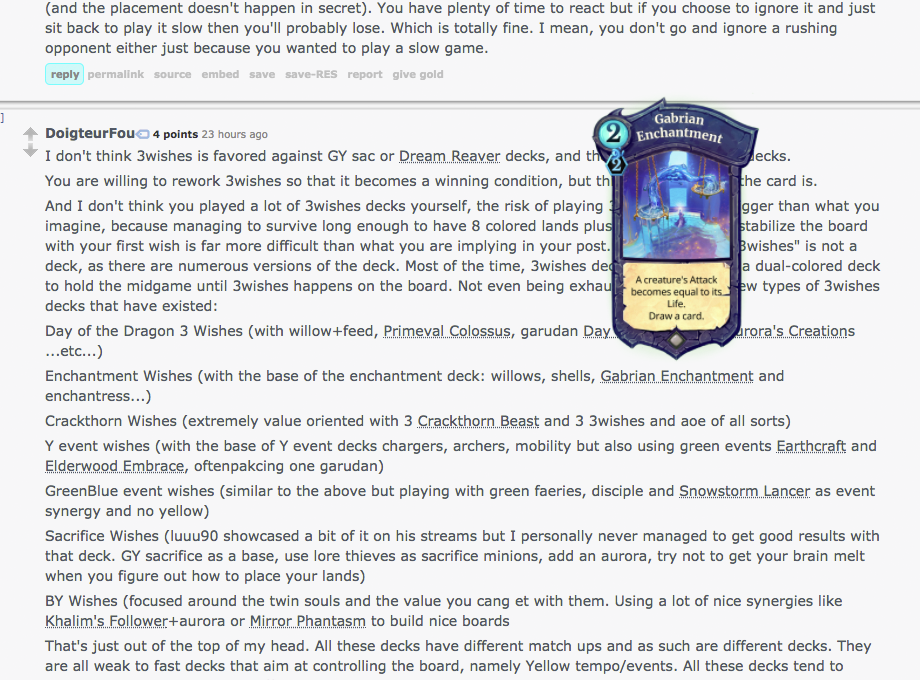 (and the placement doesn't happen in secret). You have plenty of time to react but if you choose to ignore it and just
sit back to play it slow then you'll probably lose. Which is totally fine. I mean, you don't go and ignore a rushing
opponent either just because you wanted to play a slow game.
reply permalink source embed save save-RES report give gold
]
DoigteurFou 4 points 23 hours ago
I don't think 3wishes is favored against GY sac or Dream Reaver decks, and th
decks.
You are willing to rework 3wishes so that it becomes a winning condition, but th
the card is.
And I don't think you played a lot of 3wishes decks yourself, the risk of playing
gger than what you
imagine, because managing to survive long enough to have 8 colored lands plus
stabilize the board
with your first wish is far more difficult than what you are implying in your post.
3wishes" is not a
deck, as there are numerous versions of the deck. Most of the time, 3wishes dec
a dual-colored deck
to hold the midgame until 3wishes happens on the board. Not even being exhau
ew types of 3wishes
decks that have existed:
Day of the Dragon 3 Wishes (with willow+feed, Primeval Colossus, garudan Day
urora's Creations
...etc...)
Enchantment Wishes (with the base of the enchantment deck: willows, shells, Gabrian Enchantment and
enchantress...)
Crackthorn Wishes (extremely value oriented with 3 Crackthorn Beast and 3 3wishes and aoe of all sorts)
Y event wishes (with the base of Y event decks chargers, archers, mobility but also using green events Earthcraft and
Elderwood Embrace, oftenpakcing one garudan)
GreenBlue event wishes (similar to the above but playing with green faeries, disciple and Snowstorm Lancer as event
synergy and no yellow)
Sacrifice Wishes (luuu90 showcased a bit of it on his streams but I personally never managed to get good results with
that deck. GY sacrifice as a base, use lore thieves as sacrifice minions, add an aurora, try not to get your brain melt
when you figure out how to place your lands)
BY Wishes (focused around the twin souls and the value you cang et with them. Using a lot of nice synergies like
Khalim's Follower+aurora or Mirror Phantasm to build nice boards
That's just out of the top of my head. All these decks have different match ups and as such are different decks. They
are all weak to fast decks that aim at controlling the board, namely Yellow tempo/events. All these decks tend to
2
2
Gabrian
Enchantment
A creature's Attack
becomes equal to its
Life.
Draw a card.